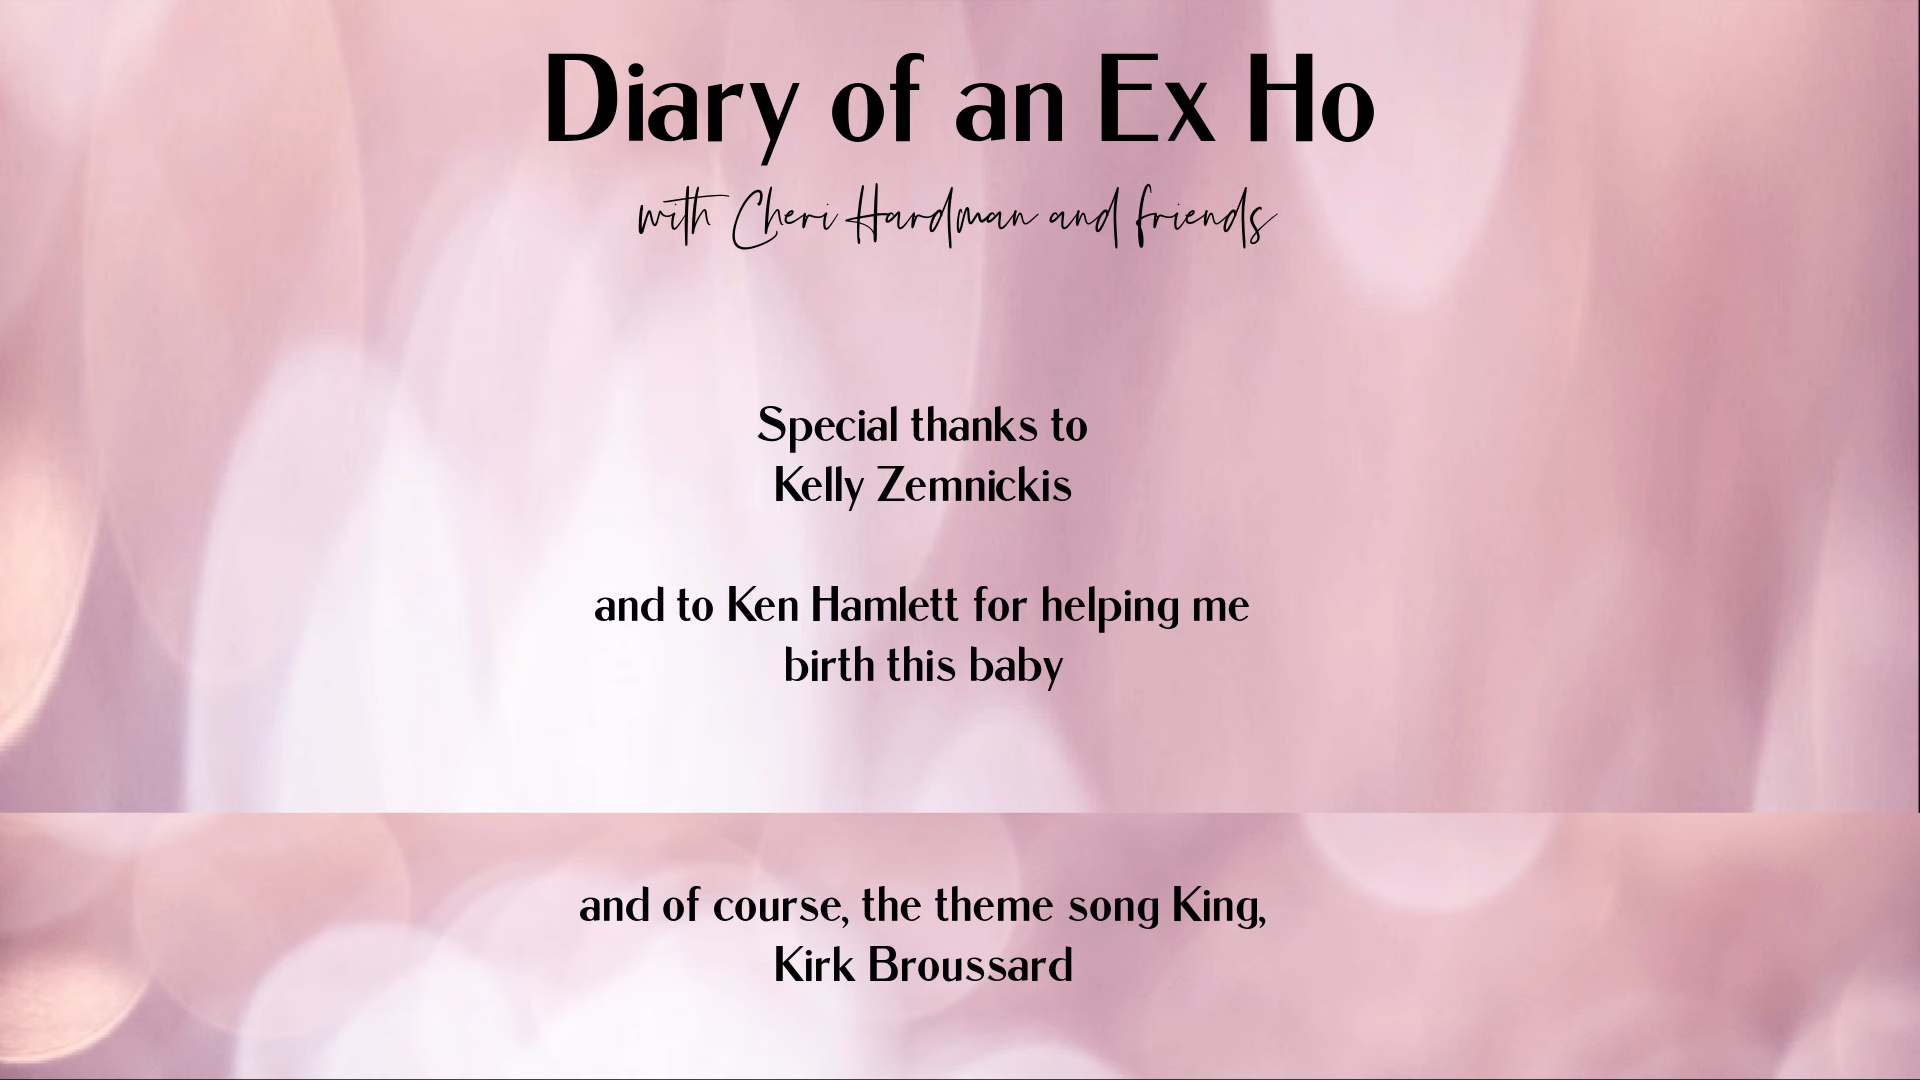 Diary of an Ex Ho
with Cheri Hardman and friends
Special thanks to
Kelly Zemnickis
and to Ken Hamlett for helping me
birth this baby
and of course, the theme song King,
Kirk Broussard